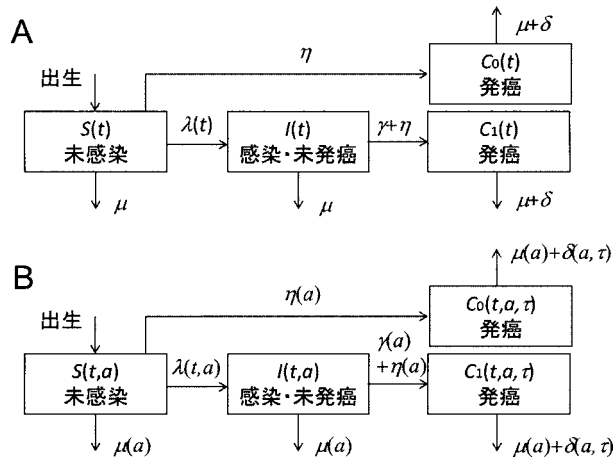 A
μ+δ
η
C₀(t)
発癌
出生
S(t)
未感染
λ(t)
I(t)
感染・未発癌
γ+η
C₁(t)
発癌
μ
μ
μ+δ
B
μ(a)+δ(a,τ)
η(a)
C₀(t,a,τ)
発癌
出生
S(t,a)
未感染
λ(t,a)
I(t,a)
感染・未発癌
γ(a)
+η(a)
C₁(t,a,τ)
発癌
μ(a)
μ(a)
μ(a)+δ(a,τ)